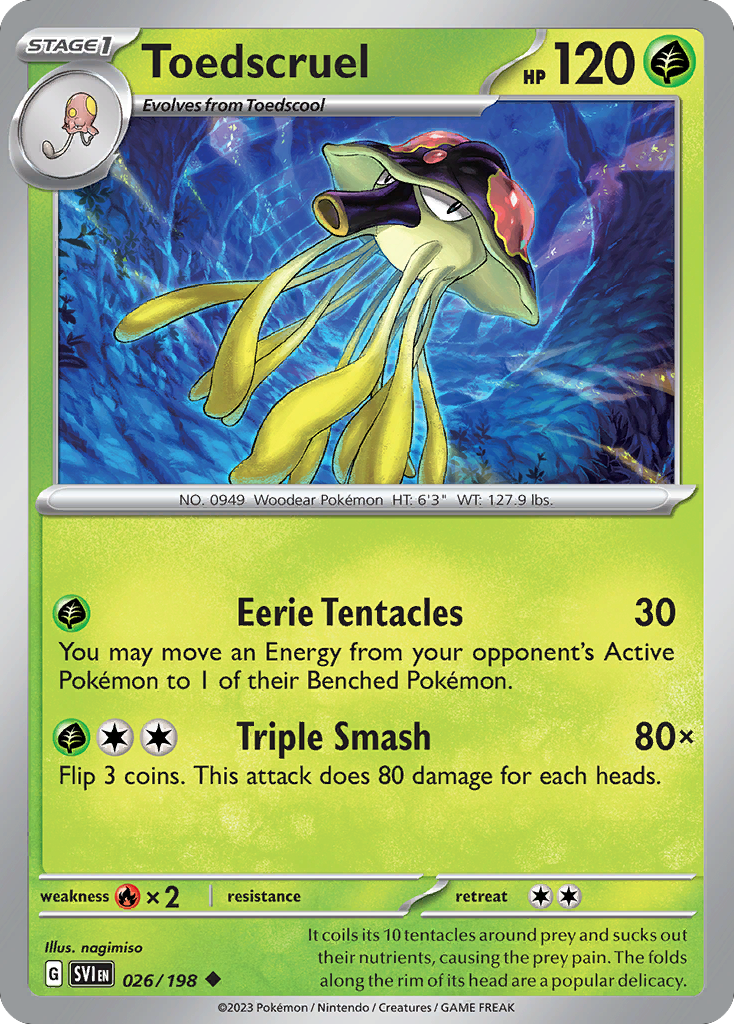 STAGE1
Toedscruel
HP 120
Evolves from Toedscool
NO. 0949 Woodear Pokémon HT: 6'3" WT: 127.9 lbs.
Eerie Tentacles 30
You may move an Energy from your opponent's Active
Pokémon to 1 of their Benched Pokémon.
Triple Smash 80×
Flip 3 coins. This attack does 80 damage for each heads.
weakness ×2 resistance retreat
Illus. nagimiso
It coils its 10 tentacles around prey and sucks out
their nutrients, causing the prey pain. The folds
along the rim of its head are a popular delicacy.
G SVI EN 026/198
©2023 Pokémon / Nintendo / Creatures / GAME FREAK